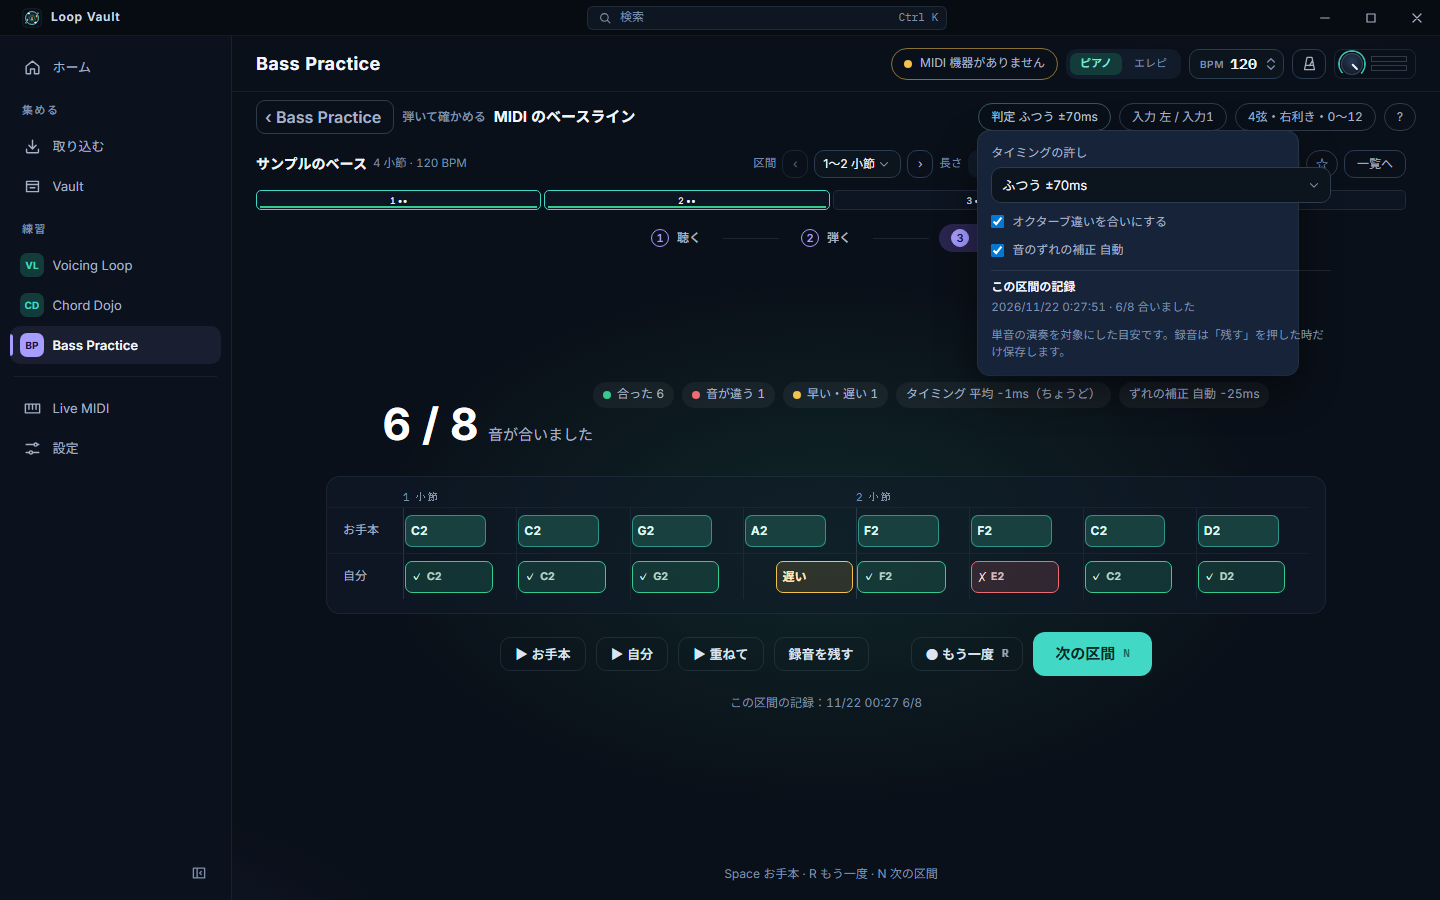 Loop Vault
検索 Ctrl K
ホーム
集める
取り込む
Vault
練習
VL Voicing Loop
CD Chord Dojo
BP Bass Practice
Live MIDI
設定
Bass Practice
MIDI 機器がありません
ピアノ エレピ
BPM 120
‹ Bass Practice 弾いて確かめる MIDI のベースライン
判定 ふつう ±70ms 入力 左 / 入力1 4弦・右利き・0〜12 ?
サンプルのベース 4 小節 · 120 BPM
区間 ‹ 1〜2 小節 › 長さ
☆ 一覧へ
タイミングの許し
ふつう ±70ms
オクターブ違いを合いにする
音のずれの補正 自動
この区間の記録
2026/11/22 0:27:51 · 6/8 合いました
単音の演奏を対象にした目安です。録音は「残す」を押した時だ
け保存します。
1 •• 2 •• 3 •
1 聴く 2 弾く 3
6 / 8 音が合いました
合った 6 音が違う 1 早い・遅い 1 タイミング 平均 -1ms（ちょうど） ずれの補正 自動 -25ms
1 小節 2 小節
お手本 C2 C2 G2 A2 F2 F2 C2 D2
自分 ✓ C2 ✓ C2 ✓ G2 遅い ✓ F2 ✗ E2 ✓ C2 ✓ D2
▶ お手本 ▶ 自分 ▶ 重ねて 録音を残す ● もう一度 R 次の区間 N
この区間の記録：11/22 00:27 6/8
Space お手本 · R もう一度 · N 次の区間